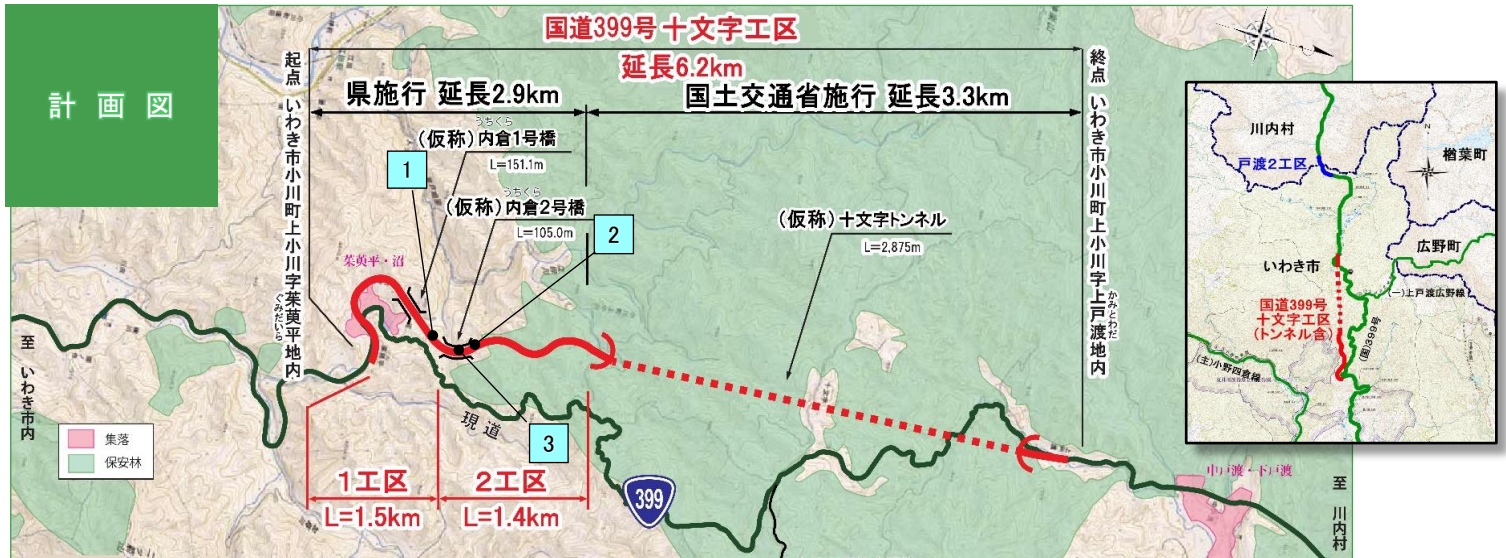 計画図
国道399号 十文字工区
延長6.2km
県施行 延長2.9km
国土交通省施行 延長3.3km
起点 いわき市小川町上小川字茱萸平地内
ぐみだいら
終点 いわき市小川町上小川字上戸渡地内
かみとわだ
うちくら
(仮称)内倉1号橋
L=151.1m
うちくら
(仮称)内倉2号橋
L=105.0m
1
2
3
(仮称)十文字トンネル
L=2,875m
茱萸平・沼
至 いわき市内
集落
保安林
現道
1工区
L=1.5km
2工区
L=1.4km
399
中戸渡・下戸渡
至 川内村
川内村
戸渡2工区
楢葉町
広野町
いわき市
(一)上戸渡広野線
国道399号
十文字工区
(トンネル含)
(国)399号
(主)小野四倉線